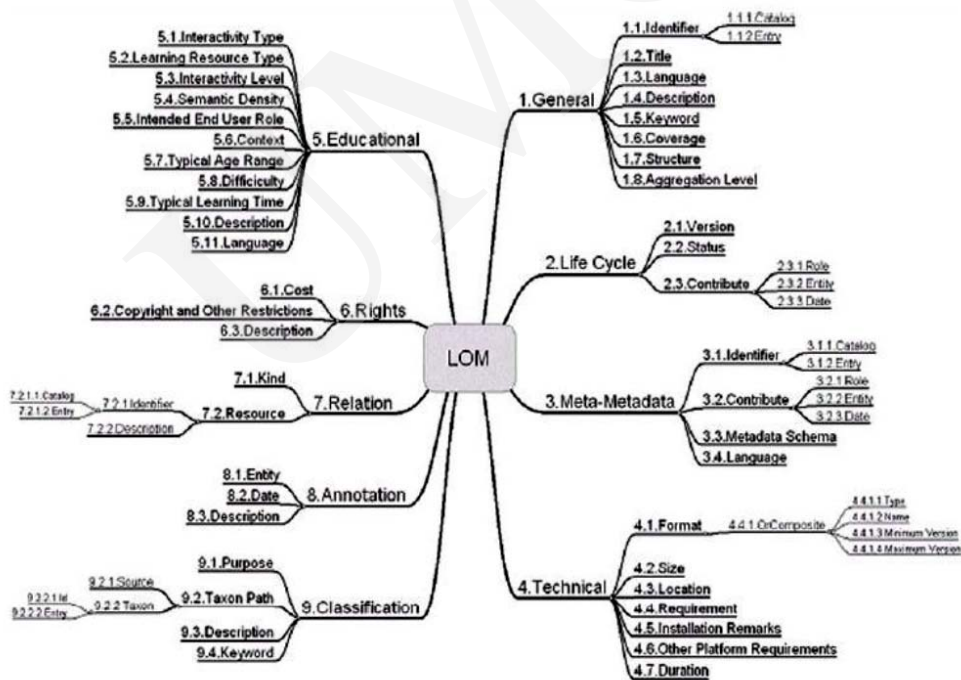 LOM
1.General
1.1.Identifier
1.1.1.Catalog
1.1.2 Entry
1.2.Title
1.3.Language
1.4.Description
1.5.Keyword
1.6.Coverage
1.7.Structure
1.8.Aggregation Level
2.Life Cycle
2.1.Version
2.2.Status
2.3.Contribute
2.3.1 Role
2.3.2 Entity
2.3.3 Date
3.Meta-Metadata
3.1.Identifier
3.1.1.Catalog
3.1.2 Entry
3.2.Contribute
3.2.1 Role
3.2.2 Entity
3.2.3 Date
3.3.Metadata Schema
3.4.Language
4.Technical
4.1.Format
4.4.1.OrComposite
4.4.1.1 Type
4.4.1.2 Name
4.4.1.3 Minimum Version
4.4.1.4 Maximum Version
4.2.Size
4.3.Location
4.4.Requirement
4.5.Installation Remarks
4.6.Other Platform Requirements
4.7.Duration
5.Educational
5.1.Interactivity Type
5.2.Learning Resource Type
5.3.Interactivity Level
5.4.Semantic Density
5.5.Intended End User Role
5.6.Context
5.7.Typical Age Range
5.8.Difficiculty
5.9.Typical Learning Time
5.10.Description
5.11.Language
6.Rights
6.1.Cost
6.2.Copyright and Other Restrictions
6.3.Description
7.Relation
7.1.Kind
7.2.Resource
7.2.1 Identifier
7.2.1.1.Catalog
7.2.1.2 Entry
7.2.2 Description
8.Annotation
8.1.Entity
8.2.Date
8.3.Description
9.Classification
9.1.Purpose
9.2.Taxon Path
9.2.1 Source
9.2.2 Taxon
9.2.2.1 Id
9.2.2.2 Entry
9.3.Description
9.4.Keyword